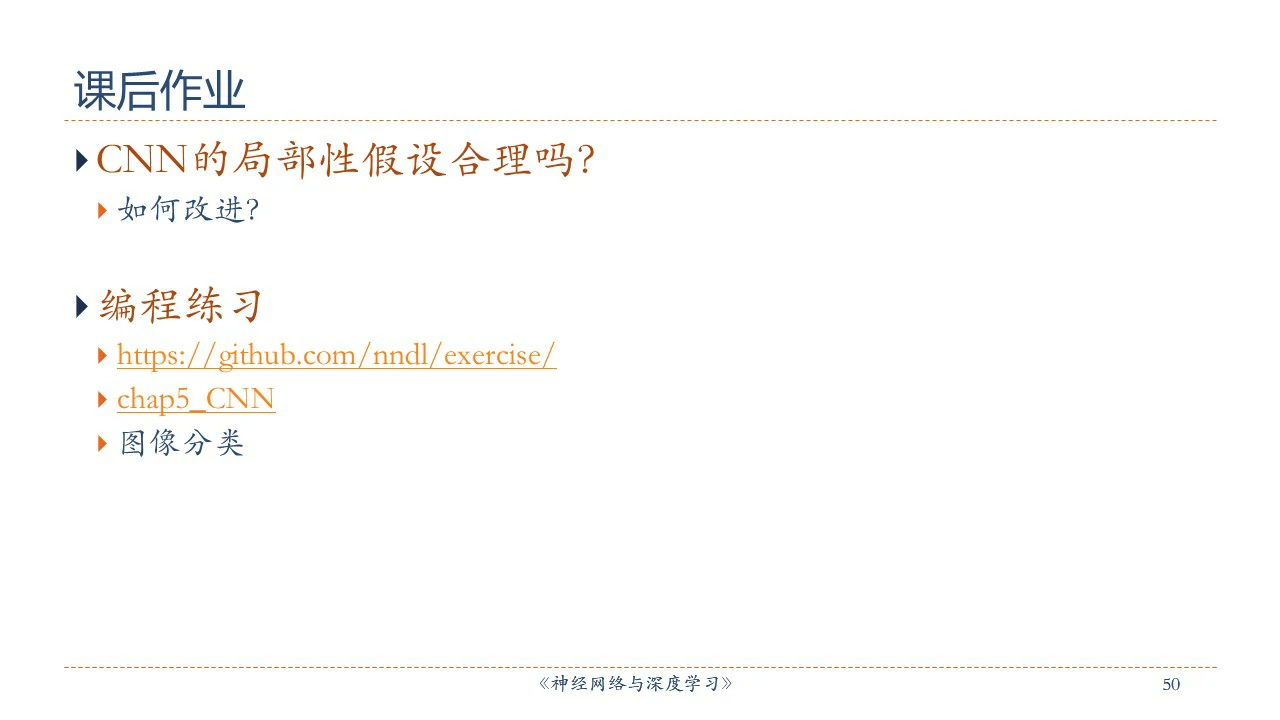 课后作业
CNN的局部性假设合理吗?
如何改进?
编程练习
https://github.com/nndl/exercise/
chap5_CNN
图像分类
《神经网络与深度学习》
50